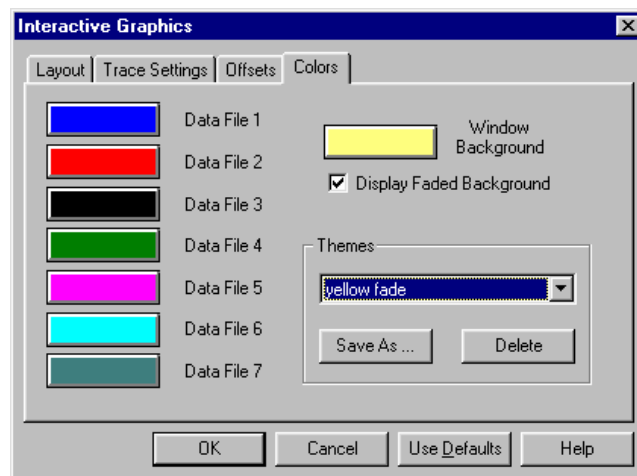 Interactive Graphics
Layout Trace Settings Offsets Colors
Data File 1
Data File 2
Data File 3
Data File 4
Data File 5
Data File 6
Data File 7
Window
Background
Display Faded Background
Themes
yellow fade
Save As ... Delete
OK Cancel Use Defaults Help